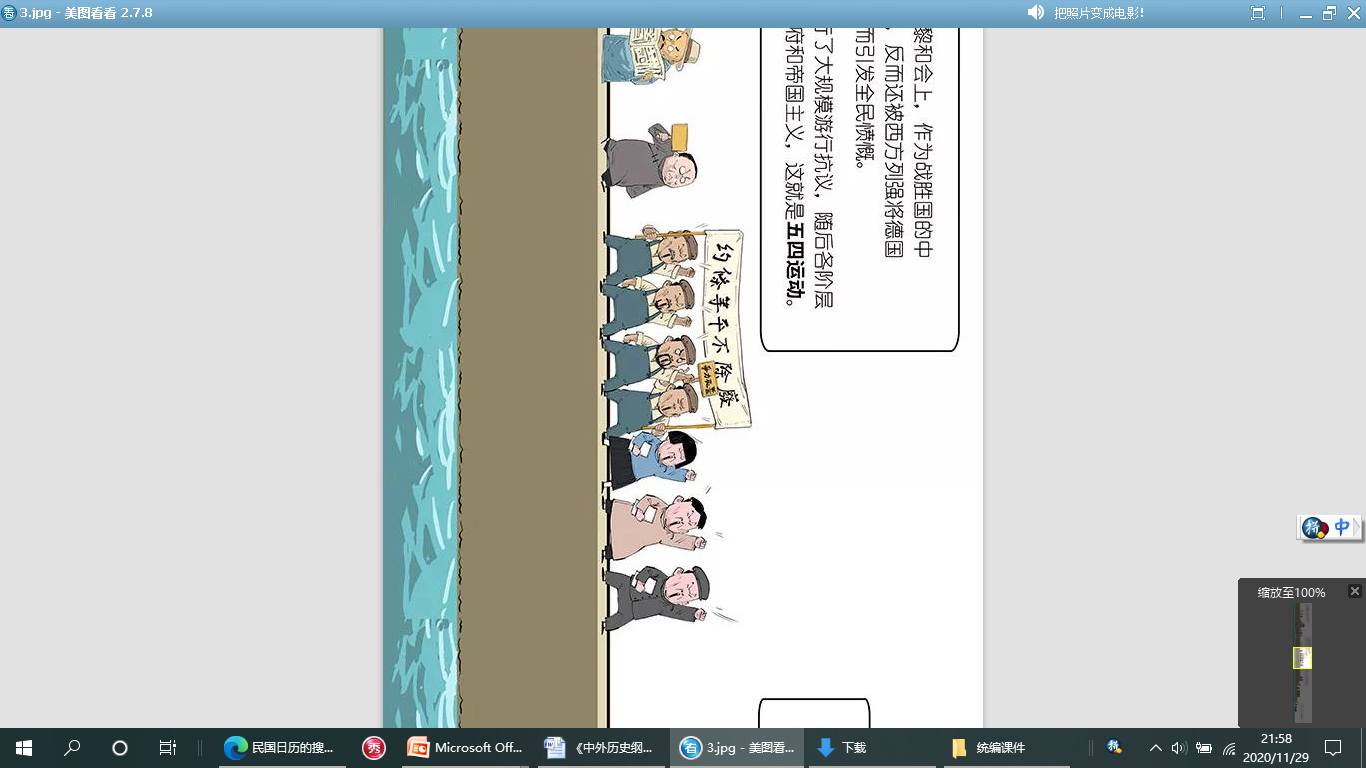 3.jpg - 美图看看 2.7.8
把照片变成电影!
黎和会上，作为战胜国的中
，反而还被西方列强将德国
而引发全民愤慨。
行了大规模游行抗议，随后各阶层
府和帝国主义，这就是五四运动。
约條等平不除廢
中
缩放至100%
民国日历的搜...
秀
Microsoft Off...
《中外历史纲...
3.jpg - 美图看...
下载
统编课件
21:58
2020/11/29